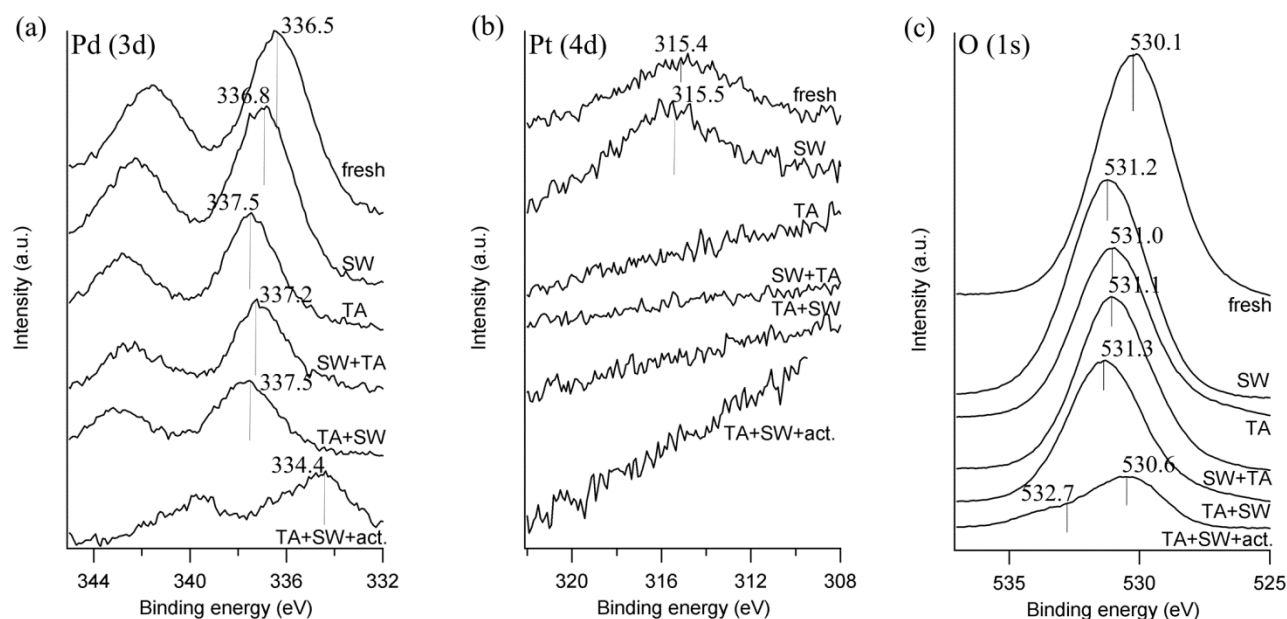 (a)
Pd (3d)
336.5
336.8
fresh
337.5
SW
TA
337.2
SW+TA
337.5
TA+SW
334.4
TA+SW+act.
Intensity (a.u.)
344
340
336
332
Binding energy (eV)
(b)
Pt (4d)
315.4
fresh
315.5
SW
TA
SW+TA
TA+SW
TA+SW+act.
Intensity (a.u.)
320
316
312
308
Binding energy (eV)
(c)
O (1s)
530.1
fresh
531.2
SW
531.0
TA
531.1
SW+TA
531.3
TA+SW
530.6
532.7
TA+SW+act.
Intensity (a.u.)
535
530
525
Binding energy (eV)